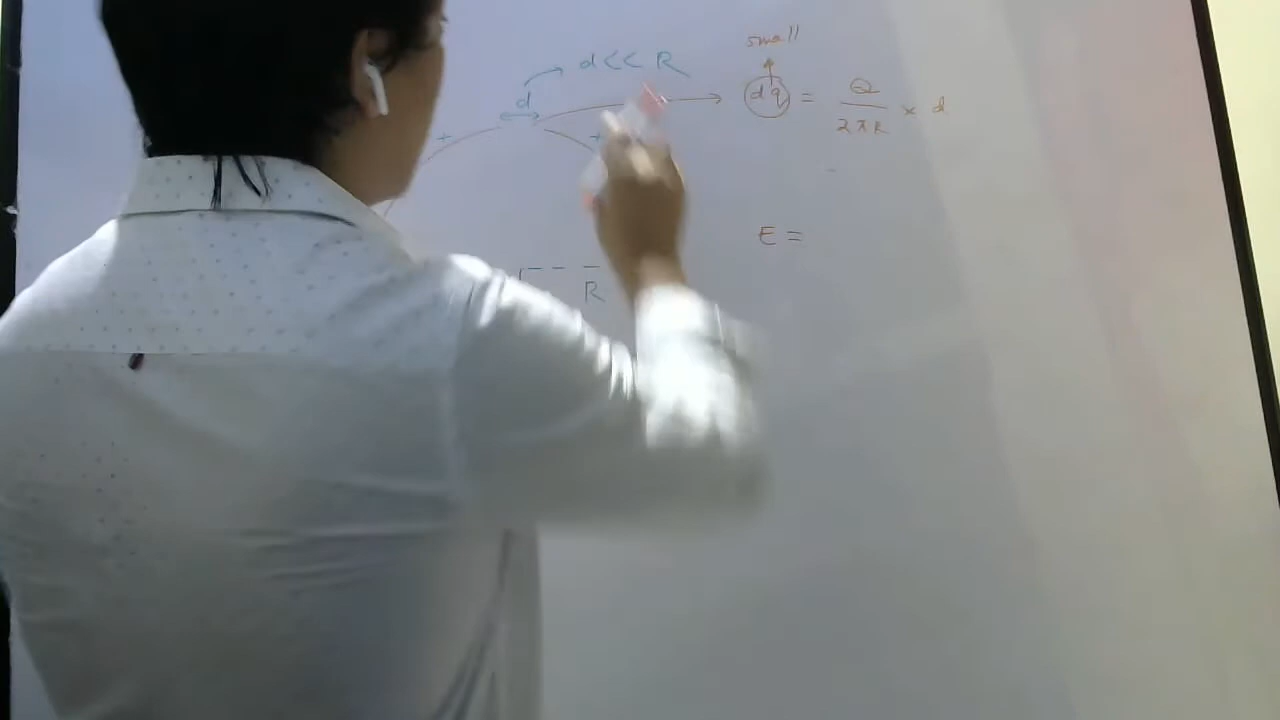 small
d << R
d
dq = Q / 2πR × d
+
+
E =
R